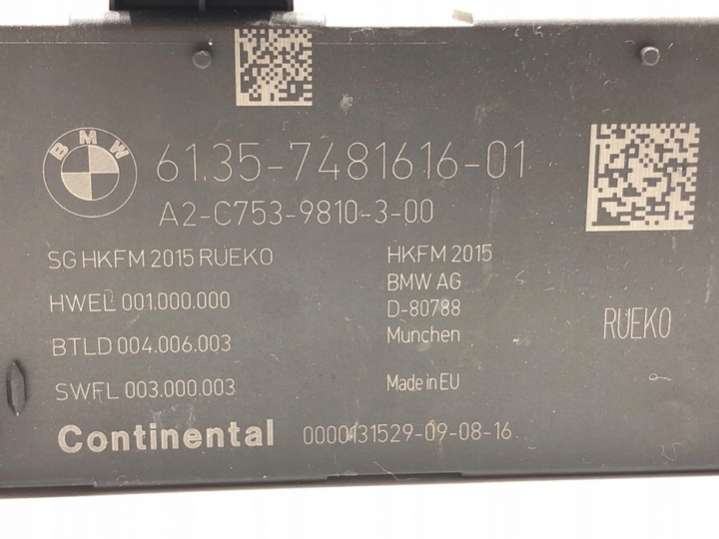 BMW
61.35-7481616-01
A2-C753-9810-3-00
SG HKFM 2015 RUEKO
HWEL 001.000.000
BTLD 004.006.003
SWFL 003.000.003
HKFM 2015
BMW AG
D-80788
Munchen
Made in EU
RUEKO
Continental
0000131529-09-08-16